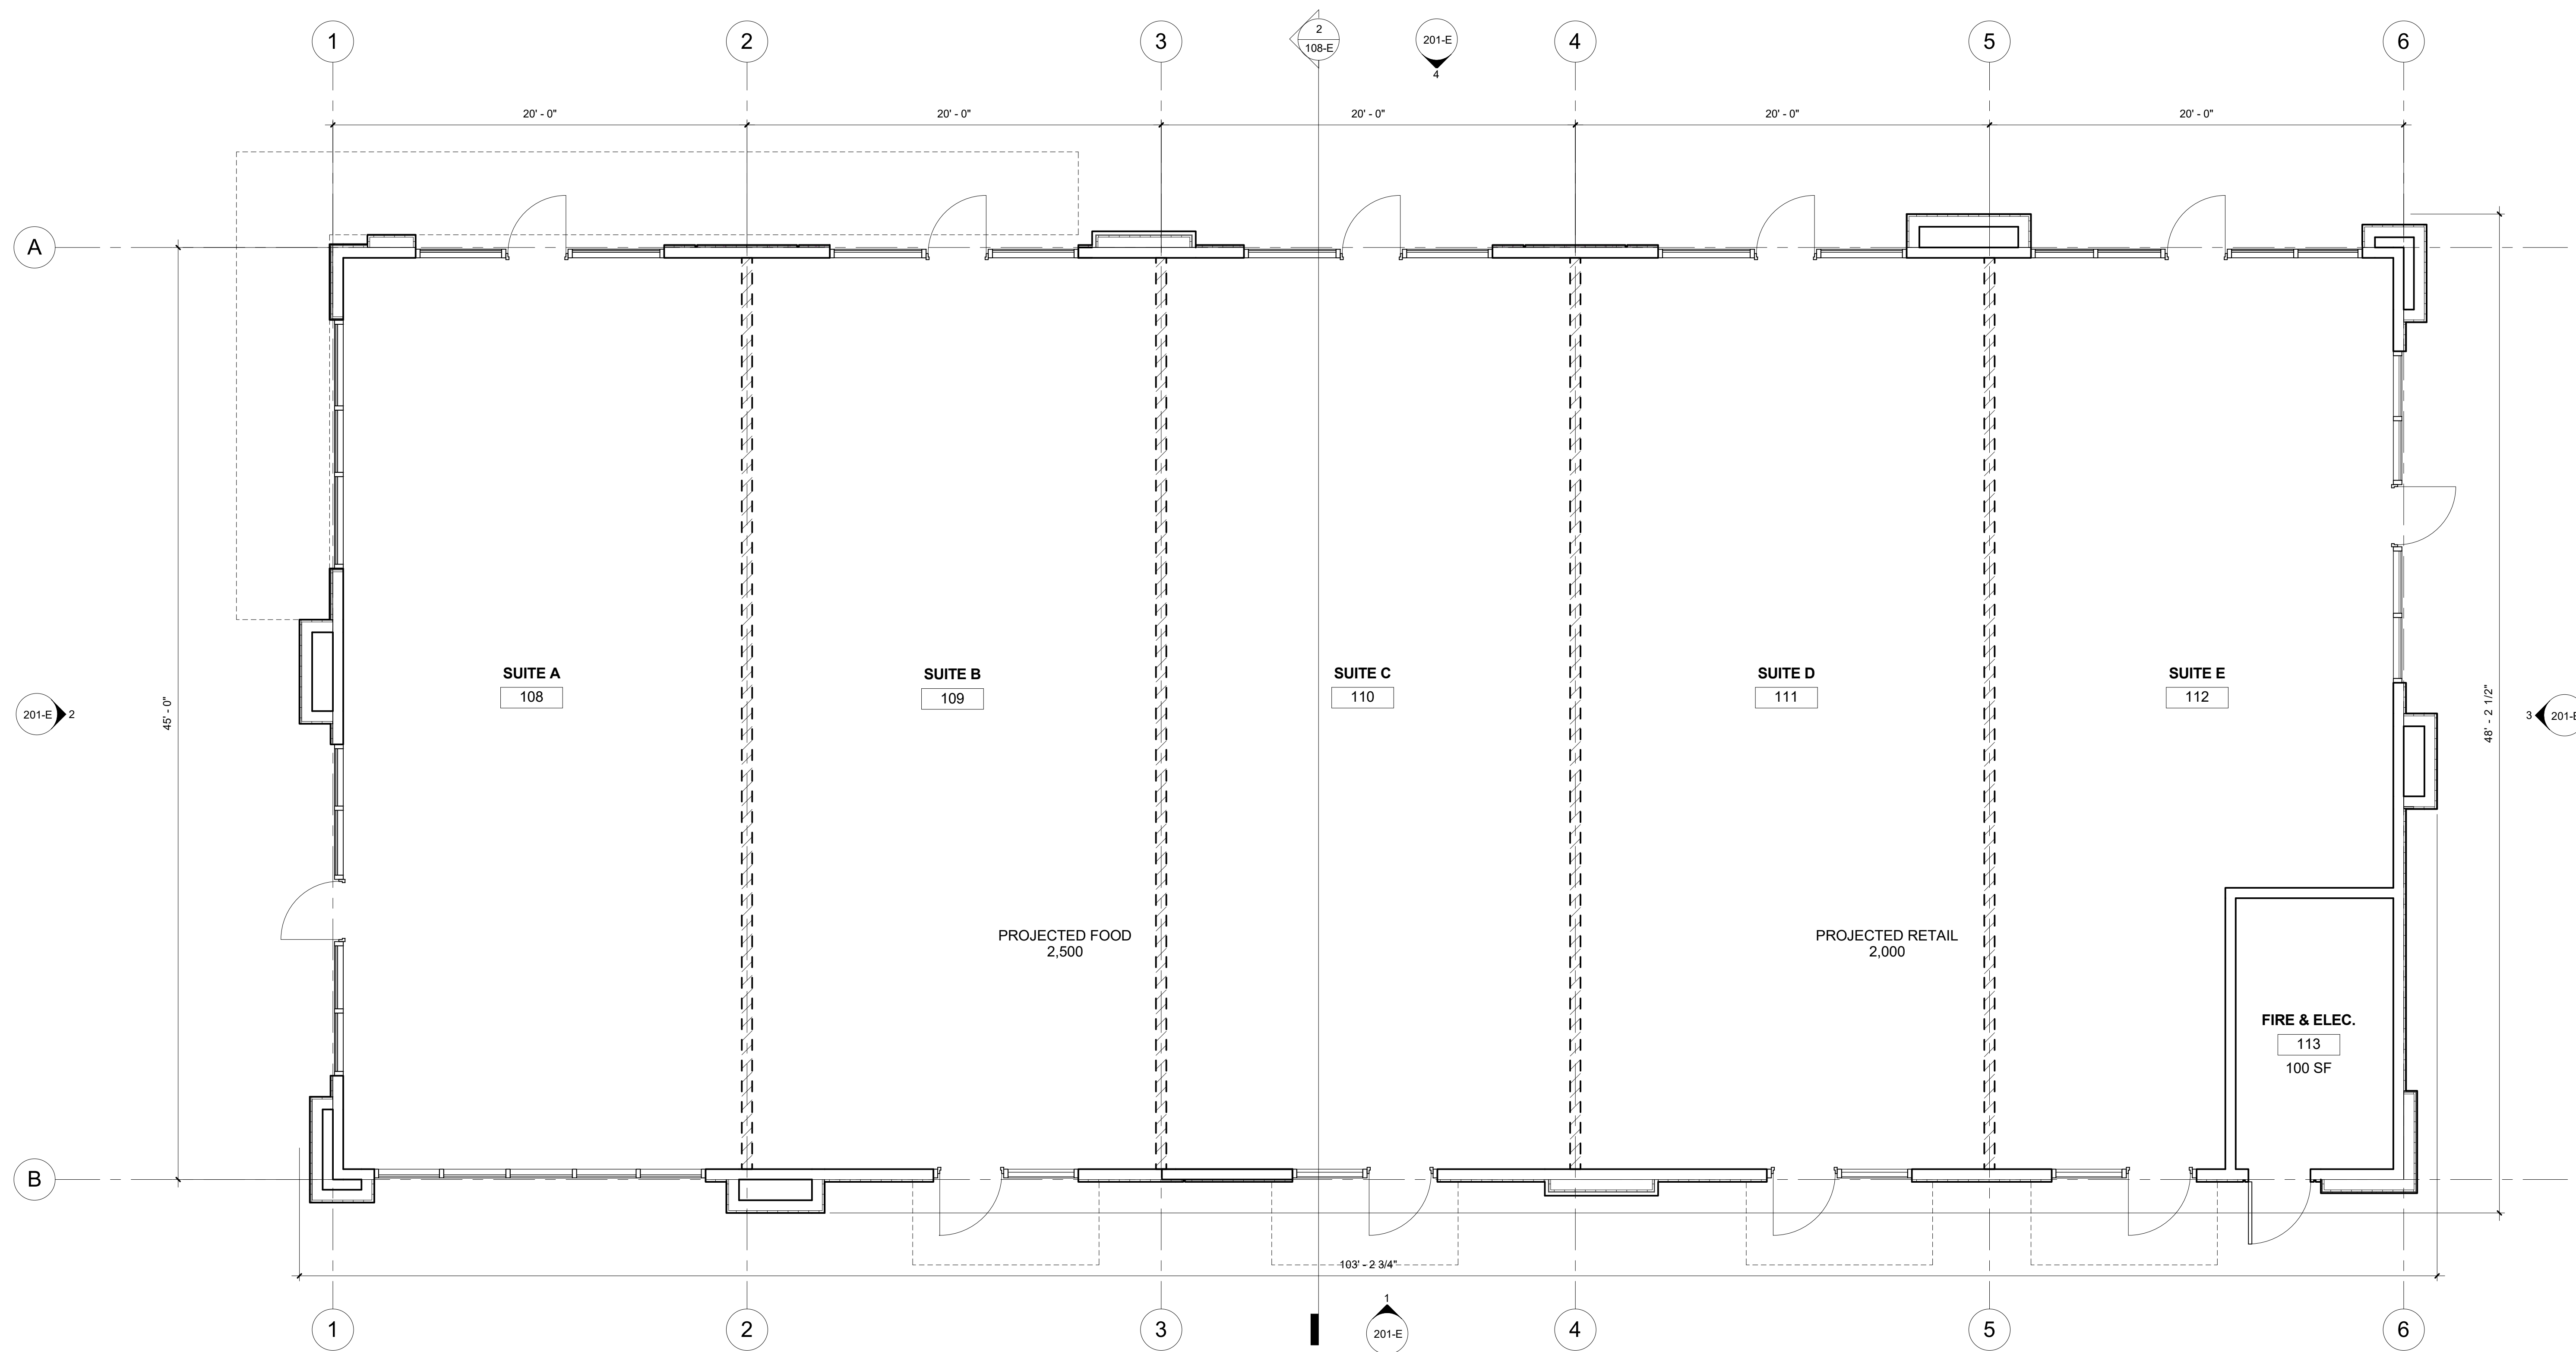 1
2
3
2
108-E
201-E
4
4
5
6
20' - 0"
20' - 0"
20' - 0"
20' - 0"
20' - 0"
A
SUITE A
108
SUITE B
109
SUITE C
110
SUITE D
111
SUITE E
112
201-E
2
45' - 0"
48' - 2 1/2"
3
201-E
PROJECTED FOOD
2,500
PROJECTED RETAIL
2,000
FIRE & ELEC.
113
100 SF
B
103' - 2 3/4"
1
201-E
1
2
3
4
5
6